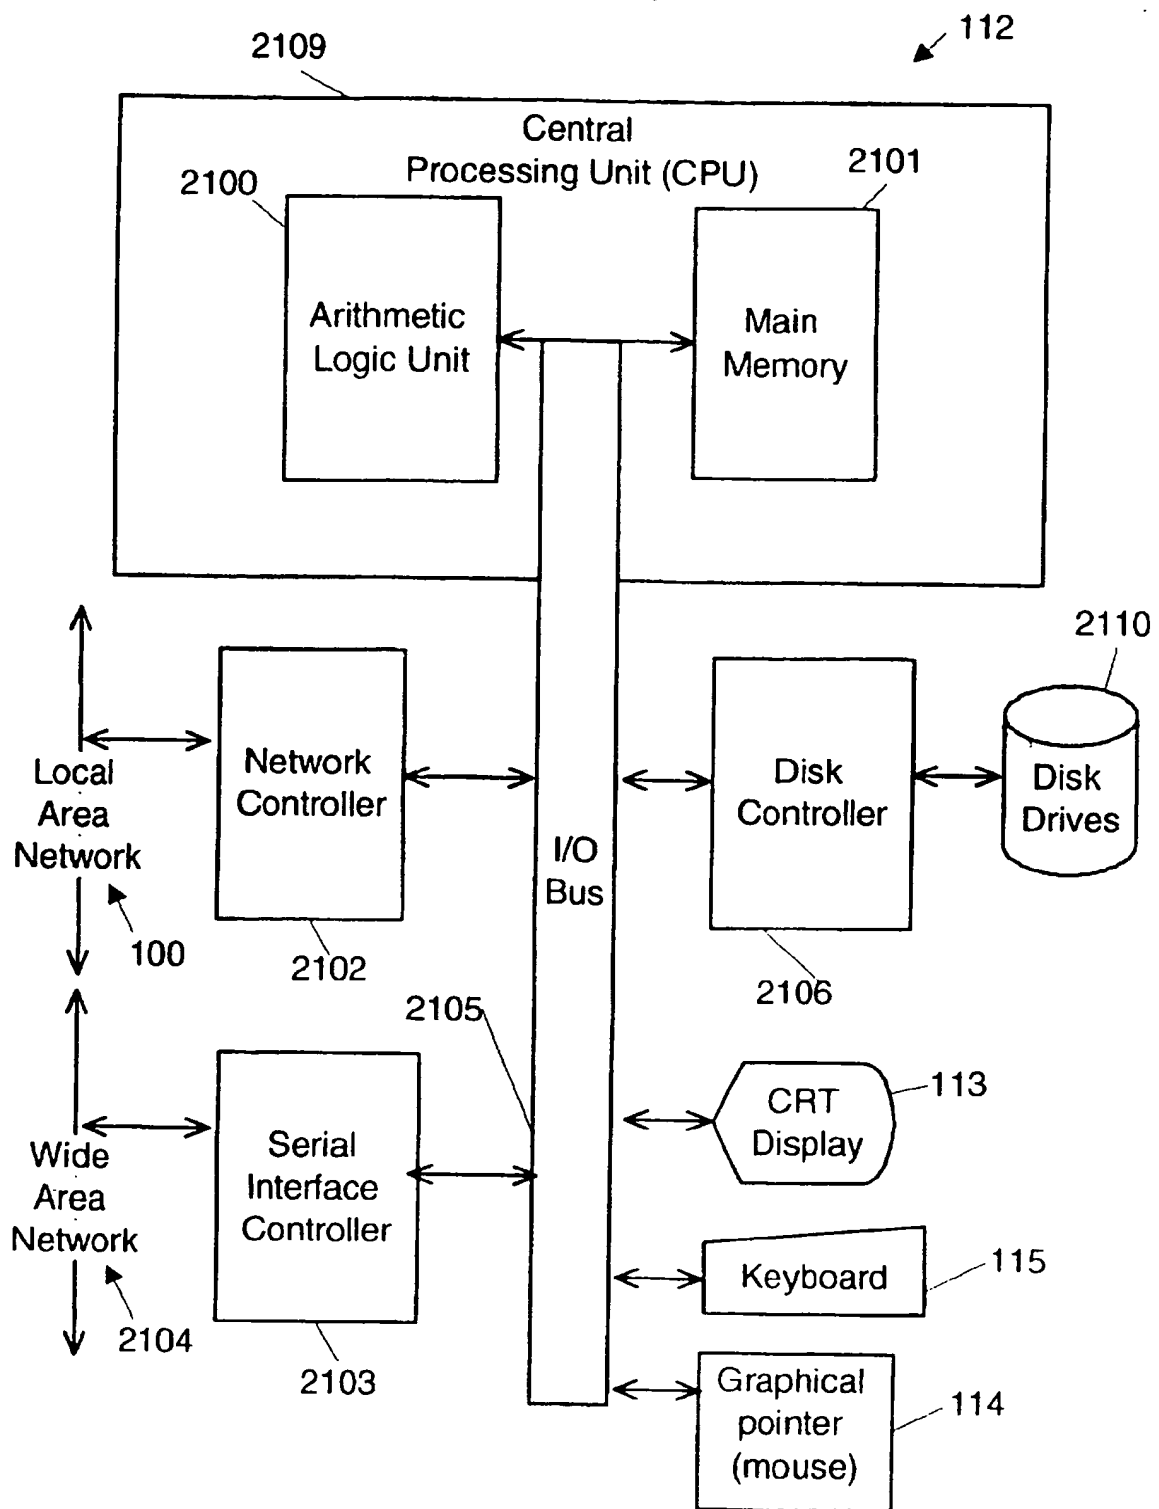 112
2109
Central
Processing Unit (CPU)
2100
2101
Arithmetic
Logic Unit
Main
Memory
2110
Local
Area
Network
100
Network
Controller
2102
I/O
Bus
Disk
Controller
2106
Disk
Drives
2105
Wide
Area
Network
2104
Serial
Interface
Controller
2103
CRT
Display
113
Keyboard
115
Graphical
pointer
(mouse)
114